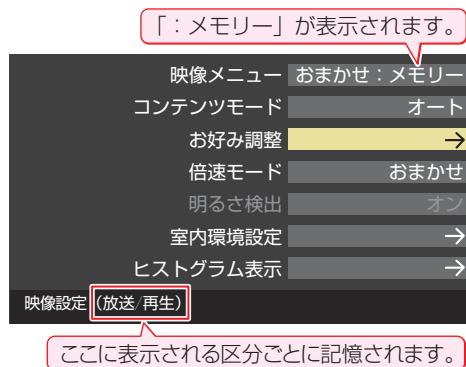 「：メモリー」が表示されます。
映像メニュー おまかせ：メモリー
コンテンツモード オート
お好み調整 →
倍速モード おまかせ
明るさ検出 オン
室内環境設定 →
ヒストグラム表示 →
映像設定 (放送/再生)
ここに表示される区分ごとに記憶されます。